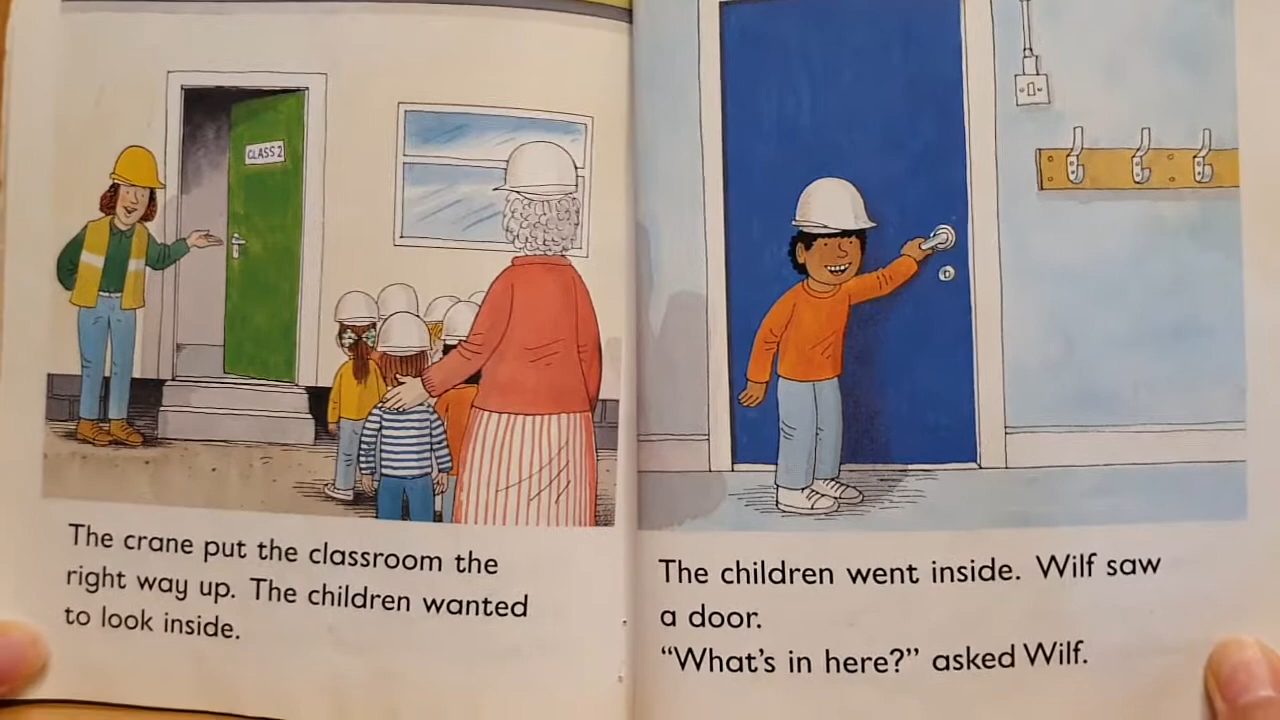 CLASS 2
The crane put the classroom the
right way up. The children wanted
to look inside.
The children went inside. Wilf saw
a door.
“What’s in here?” asked Wilf.